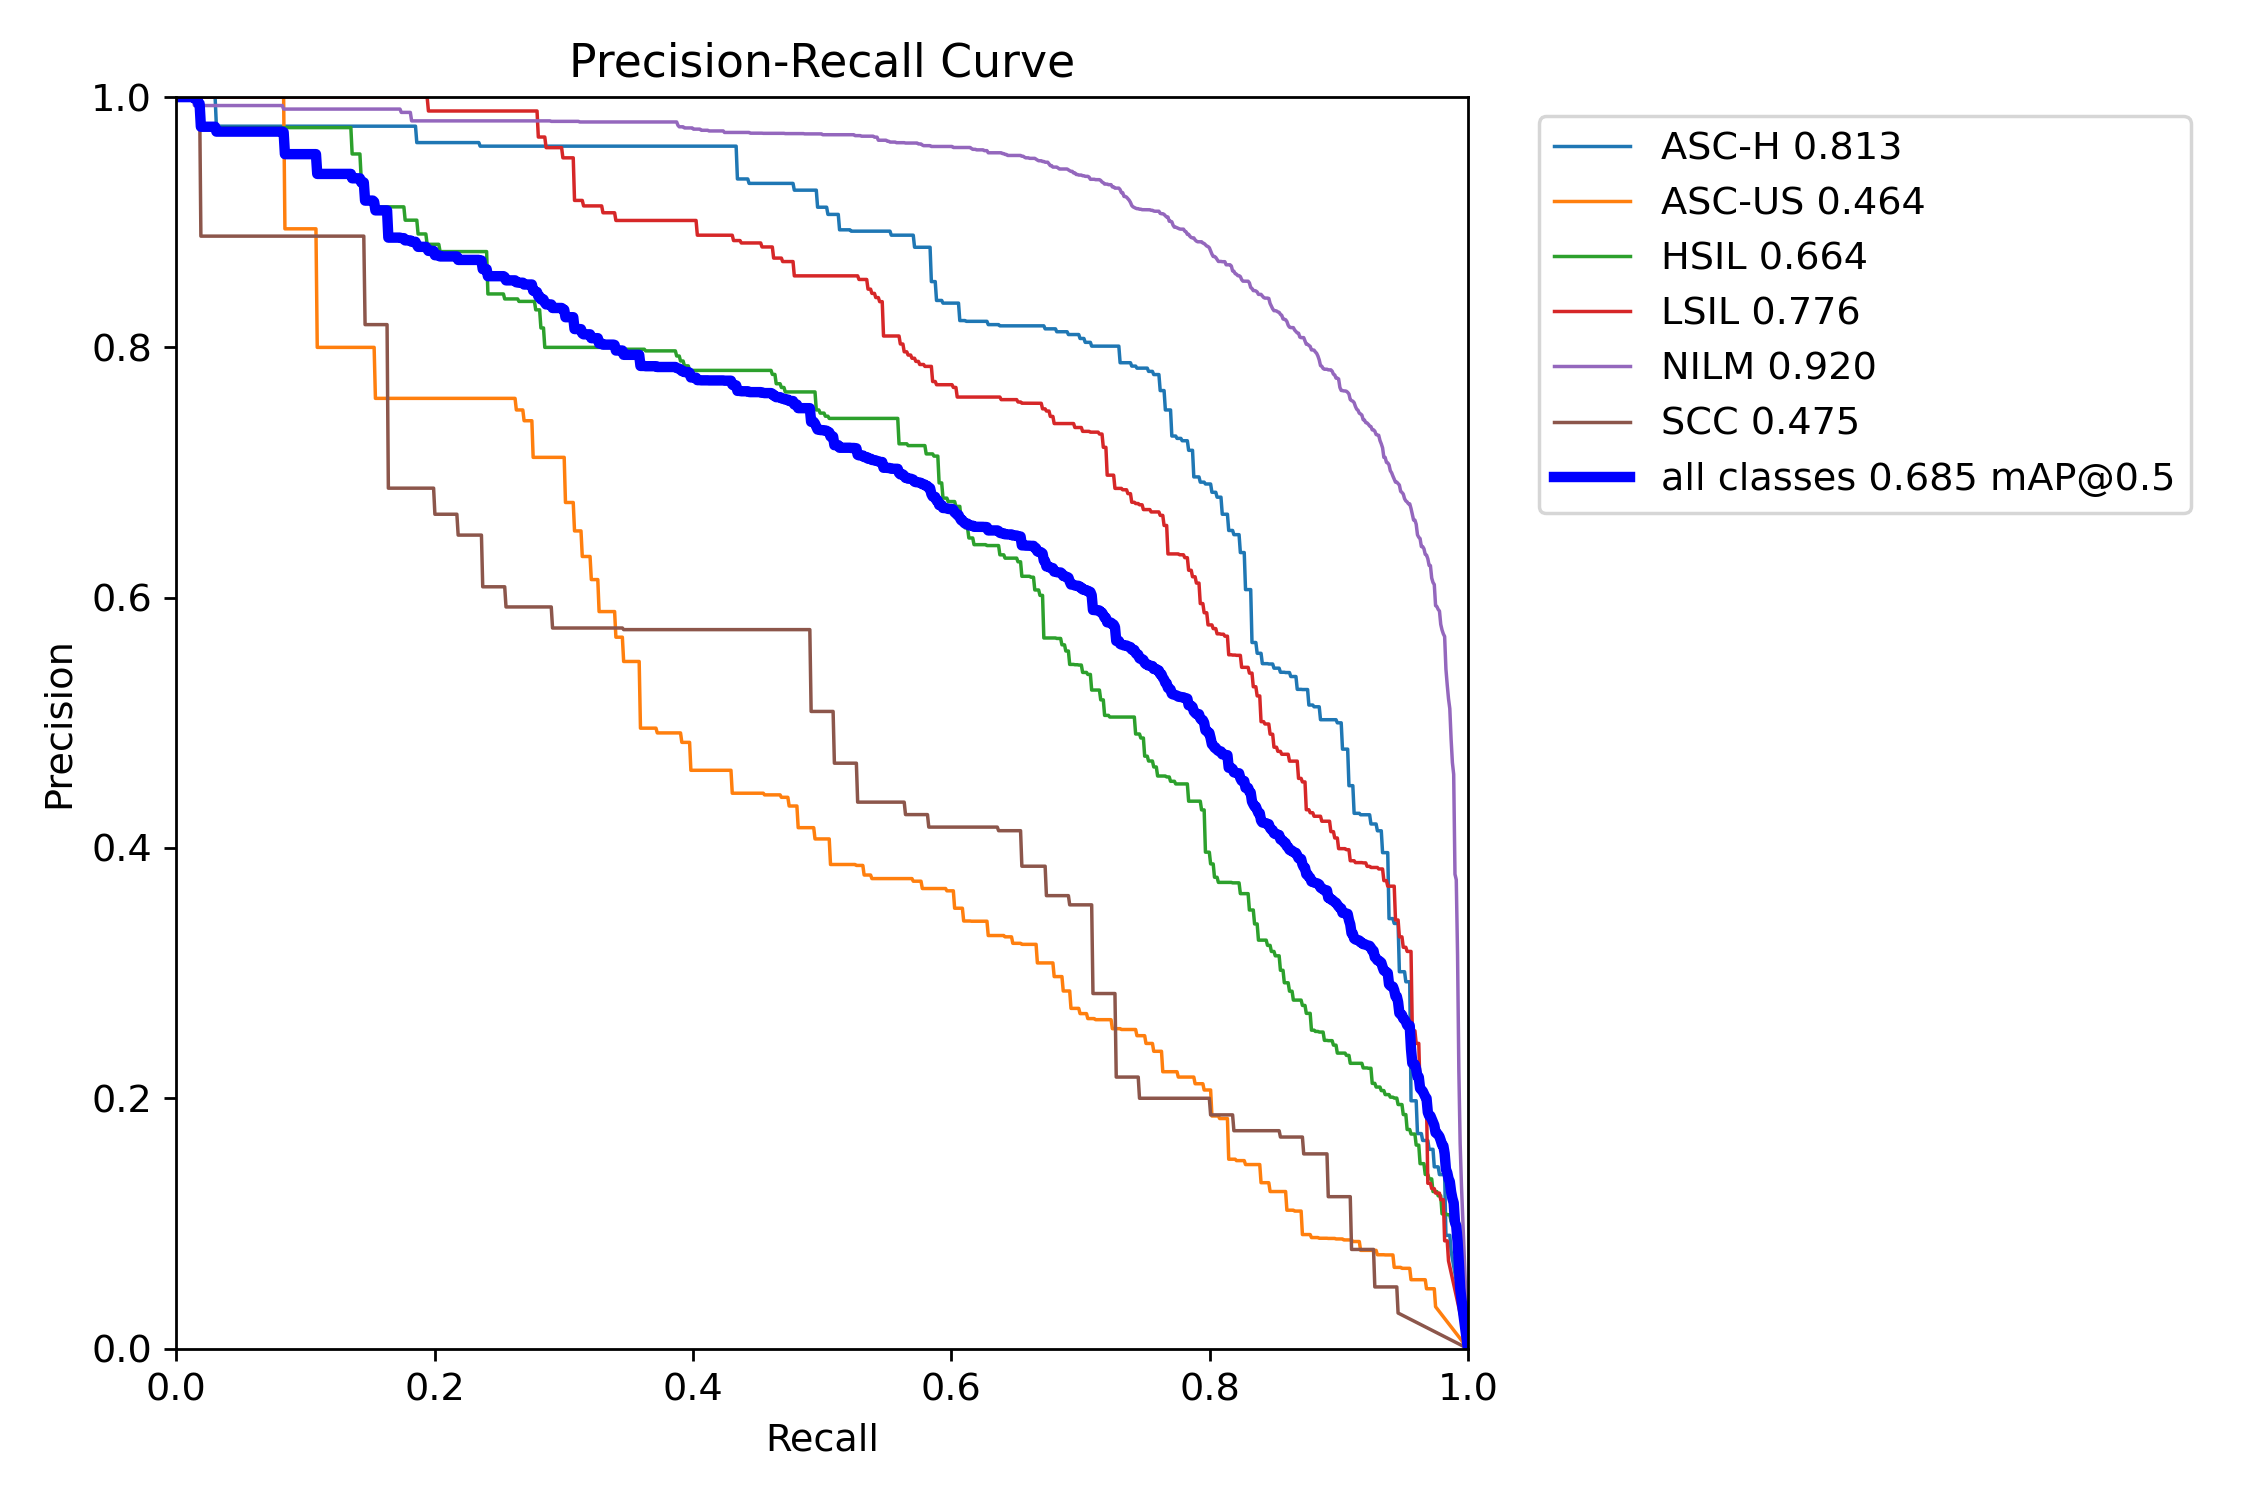 Precision-Recall Curve
1.0
0.8
0.6
0.4
0.2
0.0
Precision
0.0 0.2 0.4 0.6 0.8 1.0
Recall
ASC-H 0.813
ASC-US 0.464
HSIL 0.664
LSIL 0.776
NILM 0.920
SCC 0.475
all classes 0.685 mAP@0.5